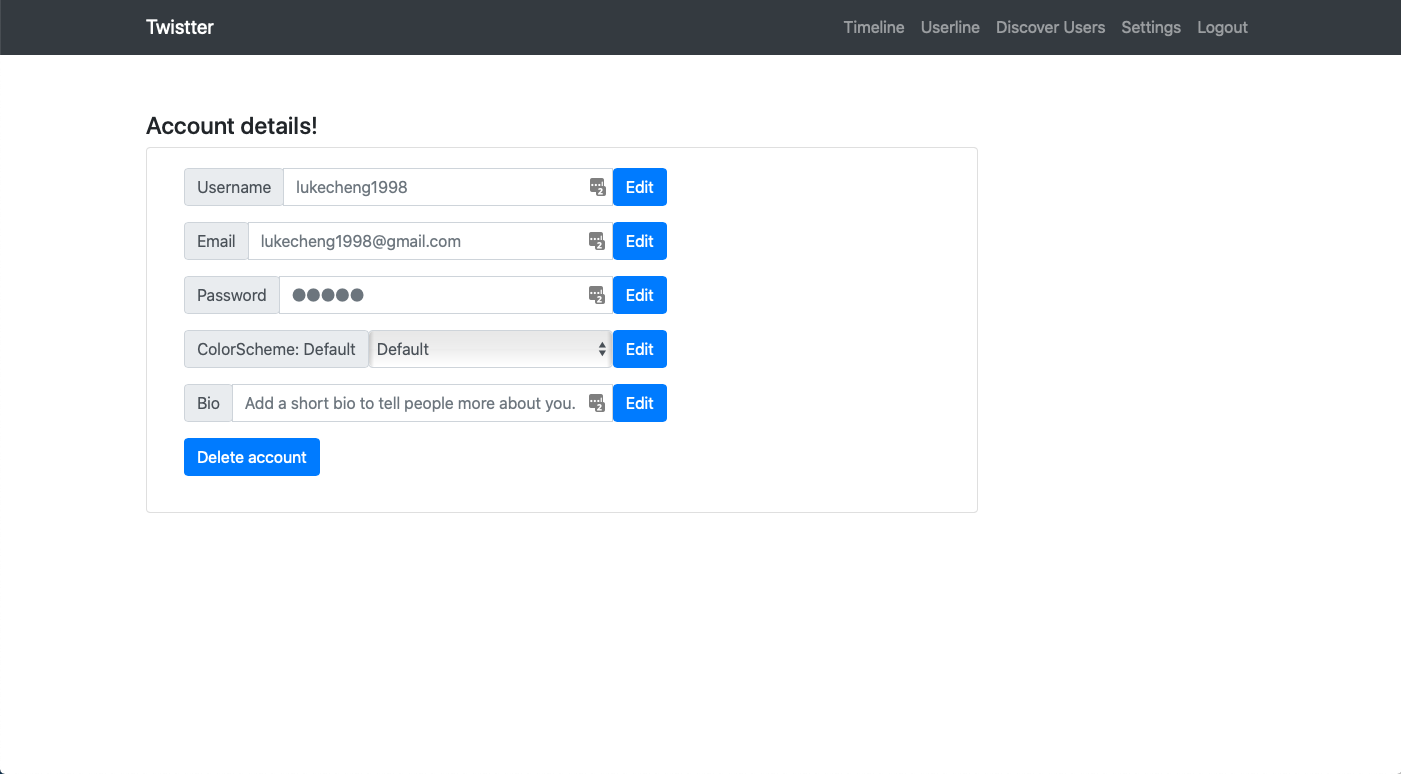 Twistter Timeline Userline Discover Users Settings Logout
Account details!
Username lukecheng1998 Edit
Email lukecheng1998@gmail.com Edit
Password ●●●●● Edit
ColorScheme: Default Default Edit
Bio Add a short bio to tell people more about you. Edit
Delete account